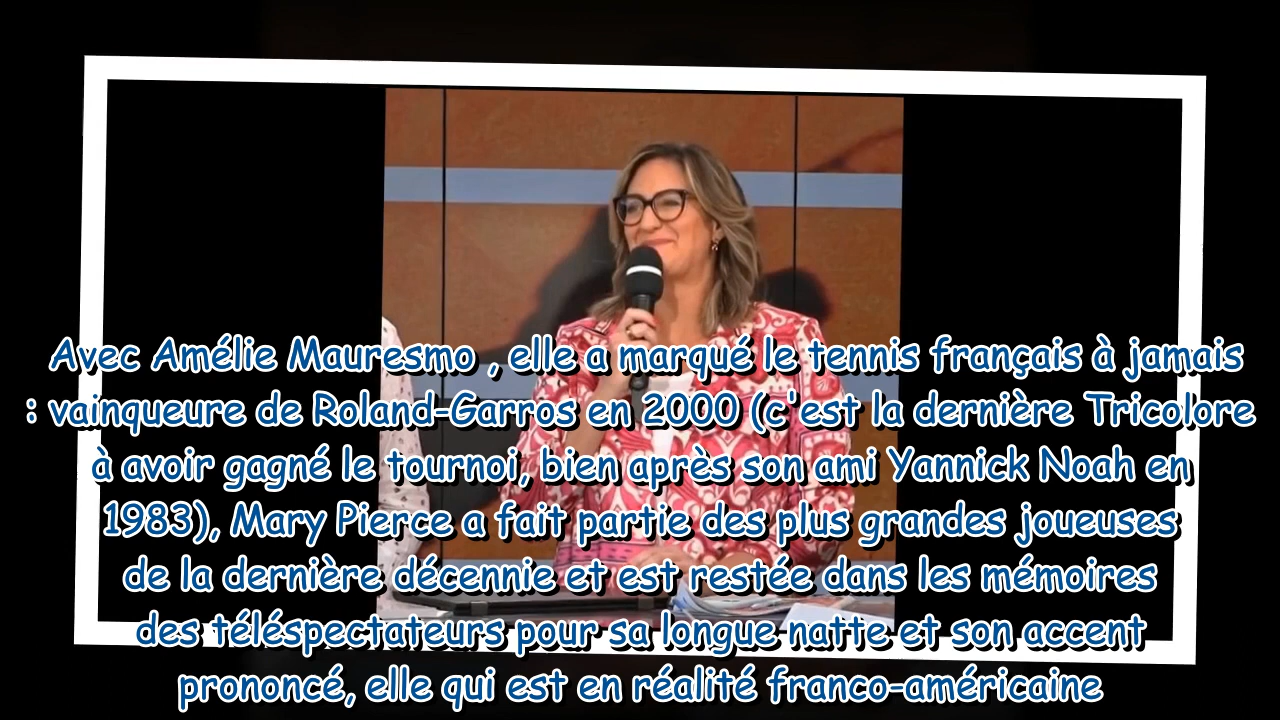 Avec Amélie Mauresmo , elle a marqué le tennis français à jamais
: vainqueure de Roland-Garros en 2000 (c'est la dernière Tricolore
à avoir gagné le tournoi, bien après son ami Yannick Noah en
1983), Mary Pierce a fait partie des plus grandes joueuses
de la dernière décennie et est restée dans les mémoires
des téléspectateurs pour sa longue natte et son accent
prononcé, elle qui est en réalité franco-américaine